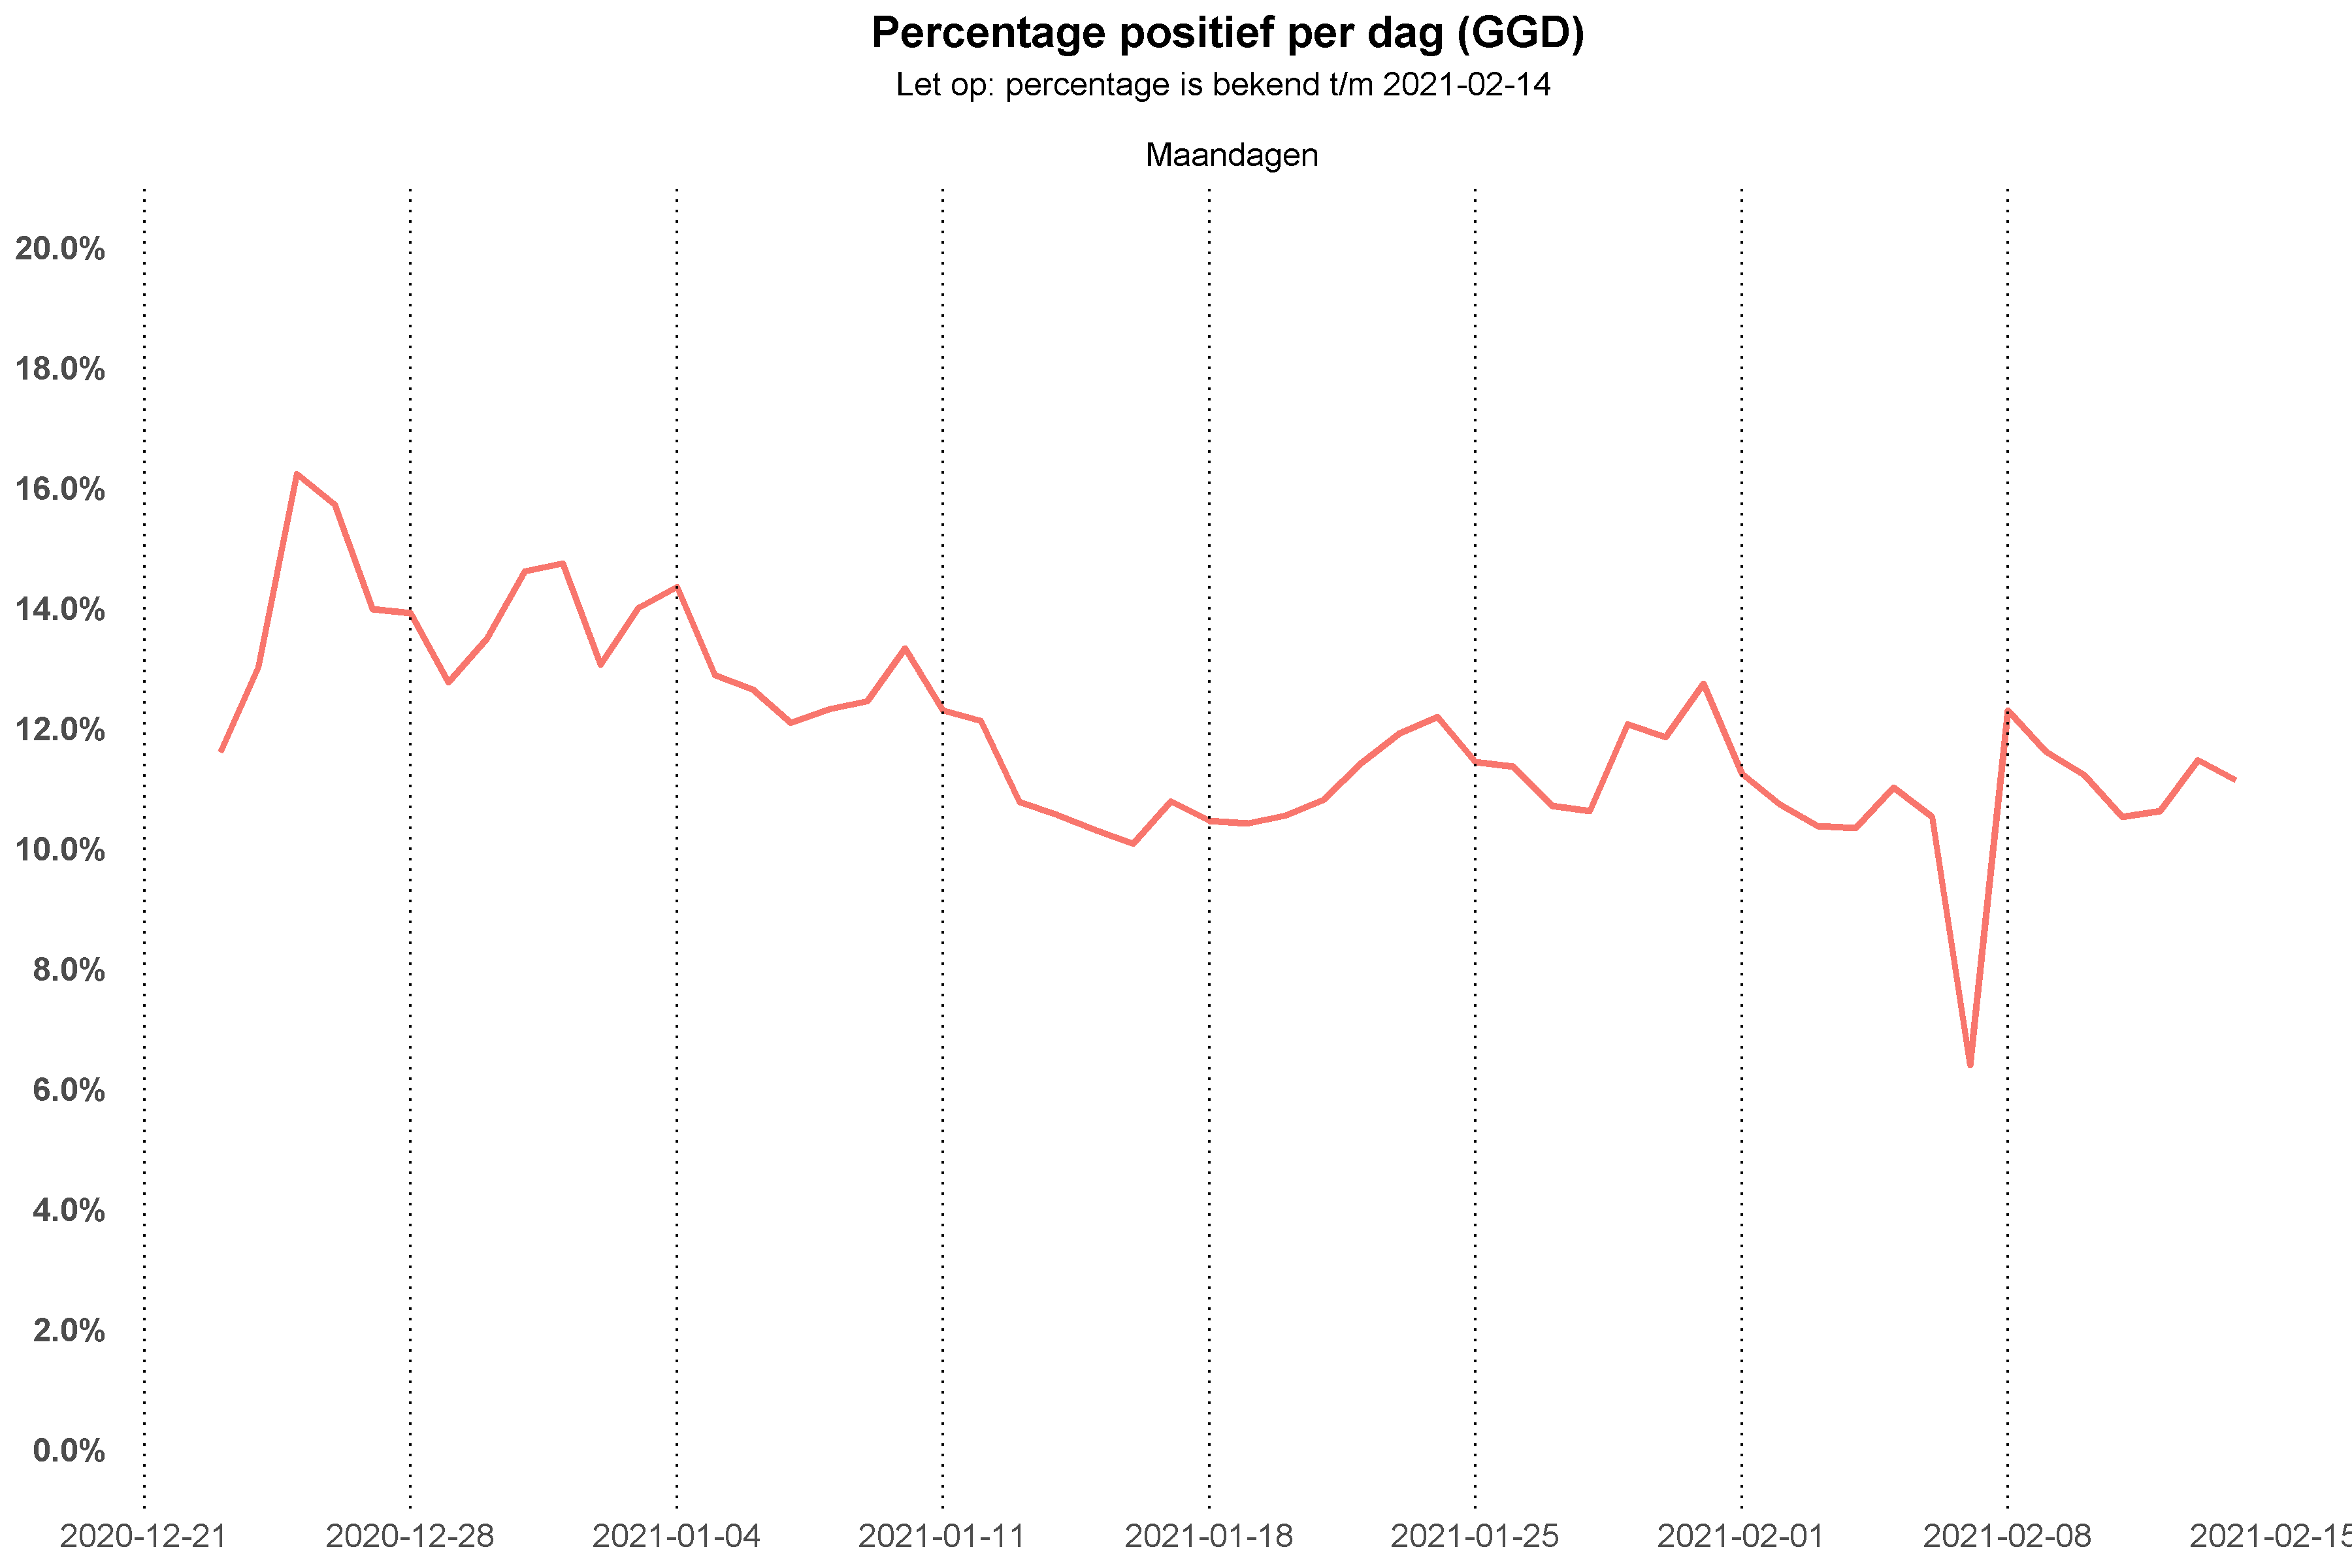 Percentage positief per dag (GGD)
Let op: percentage is bekend t/m 2021-02-14
Maandagen
20.0%
18.0%
16.0%
14.0%
12.0%
10.0%
8.0%
6.0%
4.0%
2.0%
0.0%
2020-12-21 2020-12-28 2021-01-04 2021-01-11 2021-01-18 2021-01-25 2021-02-01 2021-02-08 2021-02-15